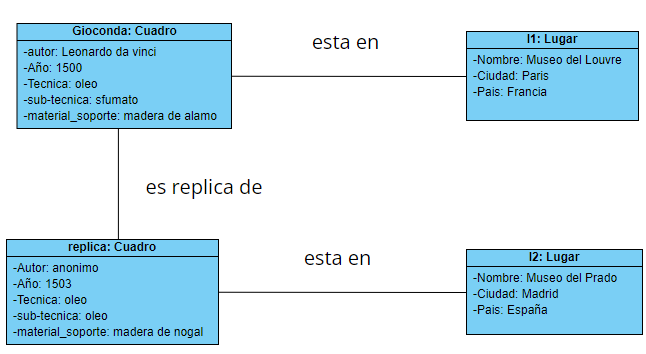 Gioconda: Cuadro
-autor: Leonardo da vinci
-Año: 1500
-Tecnica: oleo
-sub-tecnica: sfumato
-material_soporte: madera de alamo
esta en
l1: Lugar
-Nombre: Museo del Louvre
-Ciudad: Paris
-Pais: Francia
es replica de
replica: Cuadro
-Autor: anonimo
-Año: 1503
-Tecnica: oleo
-sub-tecnica: oleo
-material_soporte: madera de nogal
esta en
l2: Lugar
-Nombre: Museo del Prado
-Ciudad: Madrid
-Pais: España